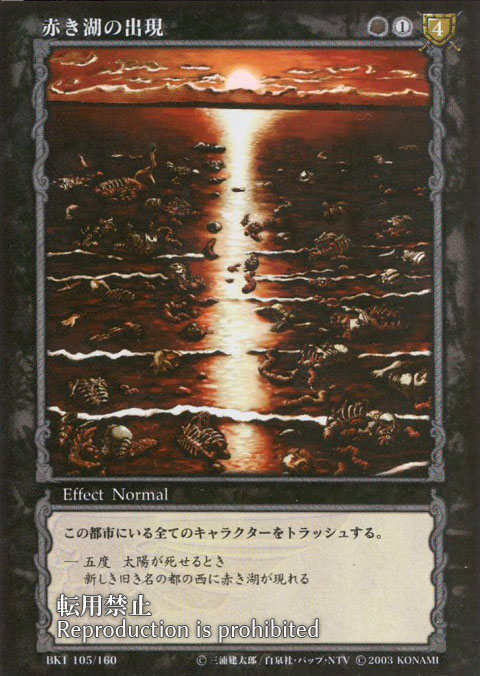 赤き湖の出現
1
4
Effect Normal
この都市にいる全てのキャラクターをトラッシュする。
— 五度 太陽が死せるとき
新しき旧き名の都の西に赤き湖が現れる
転用禁止
Reproduction is prohibited
BK1 105/160
© 三浦建太郎/白泉社・バップ・NTV © 2003 KONAMI